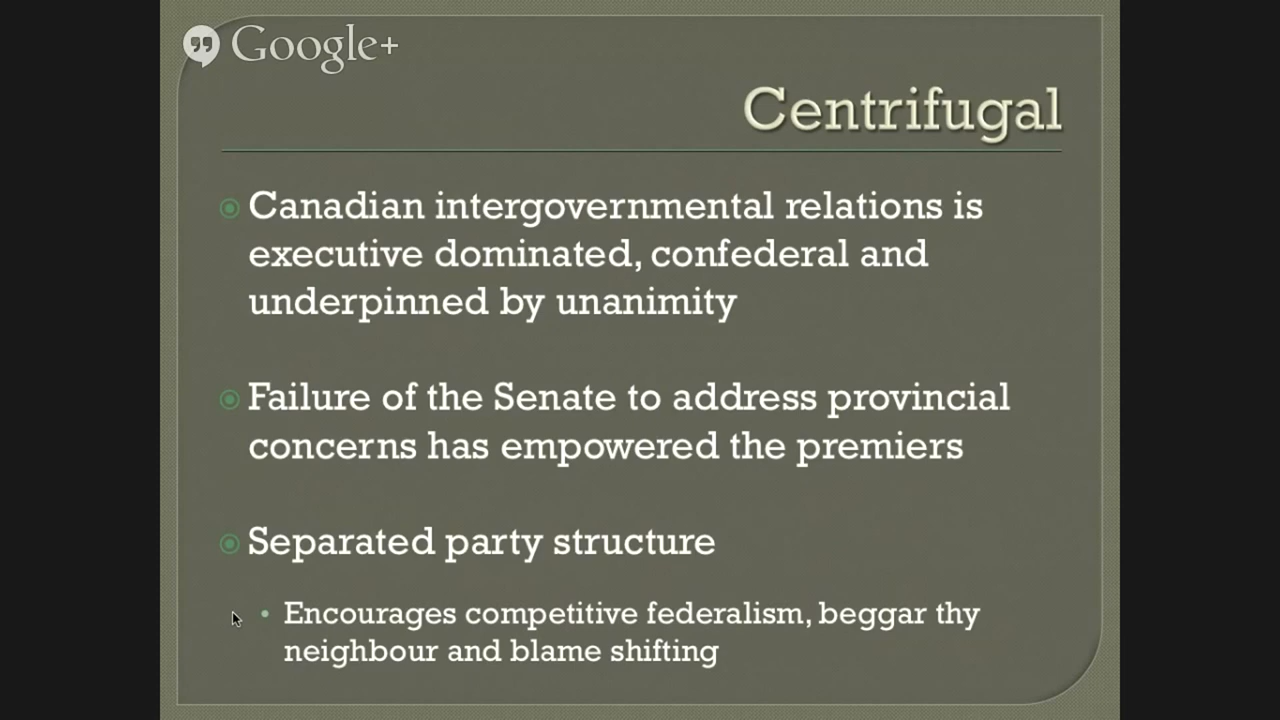 Google+
Centrifugal
Canadian intergovernmental relations is
executive dominated, confederal and
underpinned by unanimity
Failure of the Senate to address provincial
concerns has empowered the premiers
Separated party structure
Encourages competitive federalism, beggar thy
neighbour and blame shifting